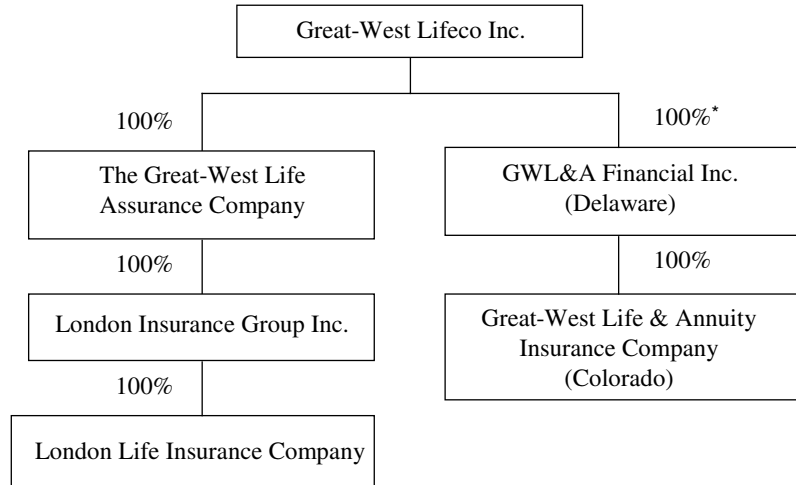 Great-West Lifeco Inc.
100%
100%*
The Great-West Life
Assurance Company
GWL&A Financial Inc.
(Delaware)
100%
100%
London Insurance Group Inc.
Great-West Life & Annuity
Insurance Company
(Colorado)
100%
London Life Insurance Company